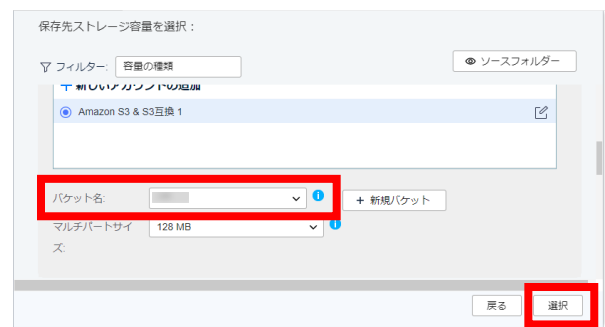 保存先ストレージ容量を選択：
フィルター: 容量の種類
ソースフォルダー
+ 新しいアカウントの追加
Amazon S3 & S3互換 1
バケット名:
+ 新規バケット
マルチパートサイ
ズ:
128 MB
戻る
選択